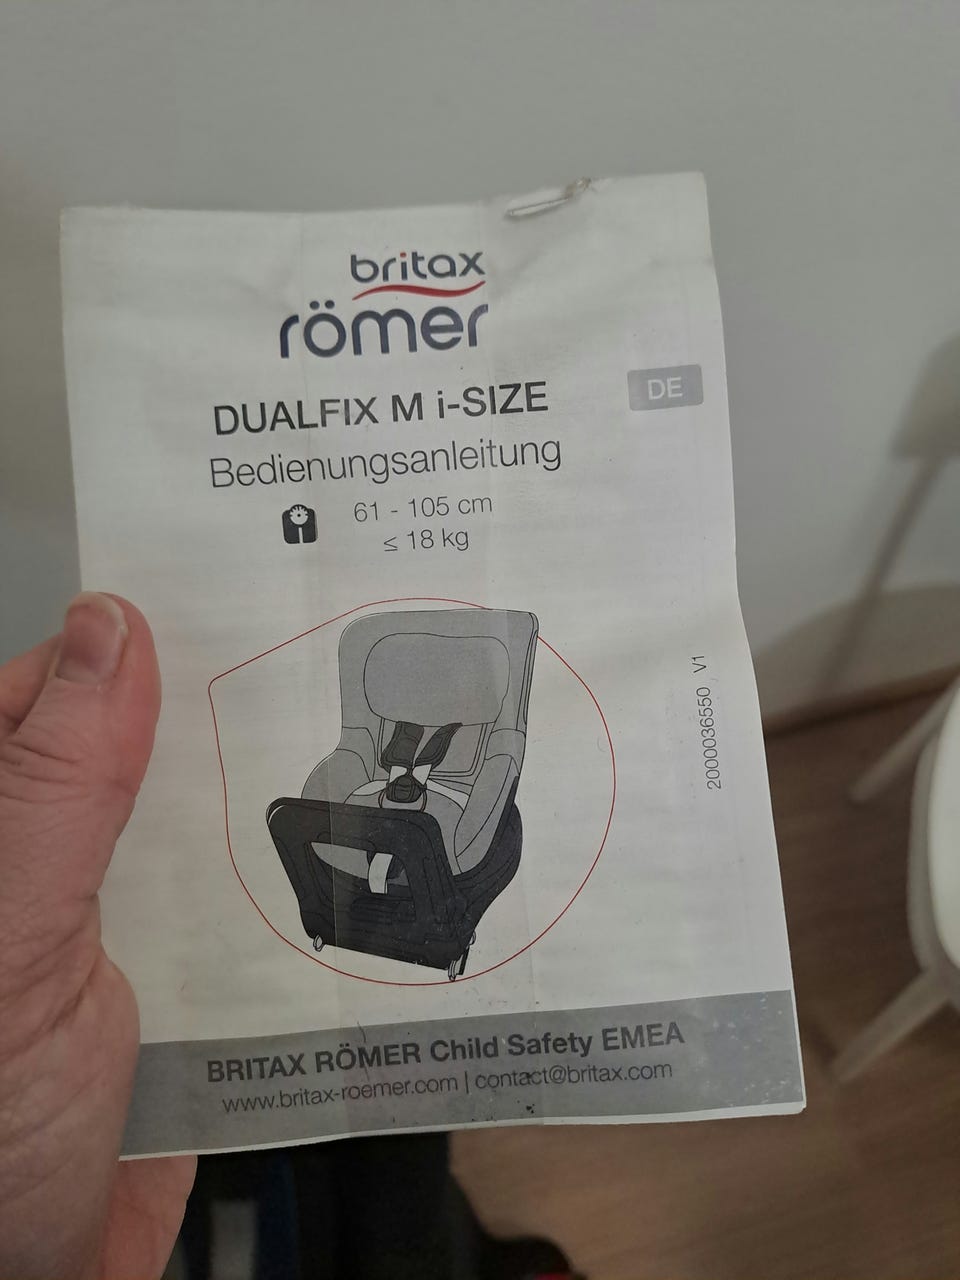 britax
römer
DUALFIX M i-SIZE
DE
Bedienungsanleitung
61 - 105 cm
≤ 18 kg
2000036550 V1
BRITAX RÖMER Child Safety EMEA
www.britax-roemer.com | contact@britax.com